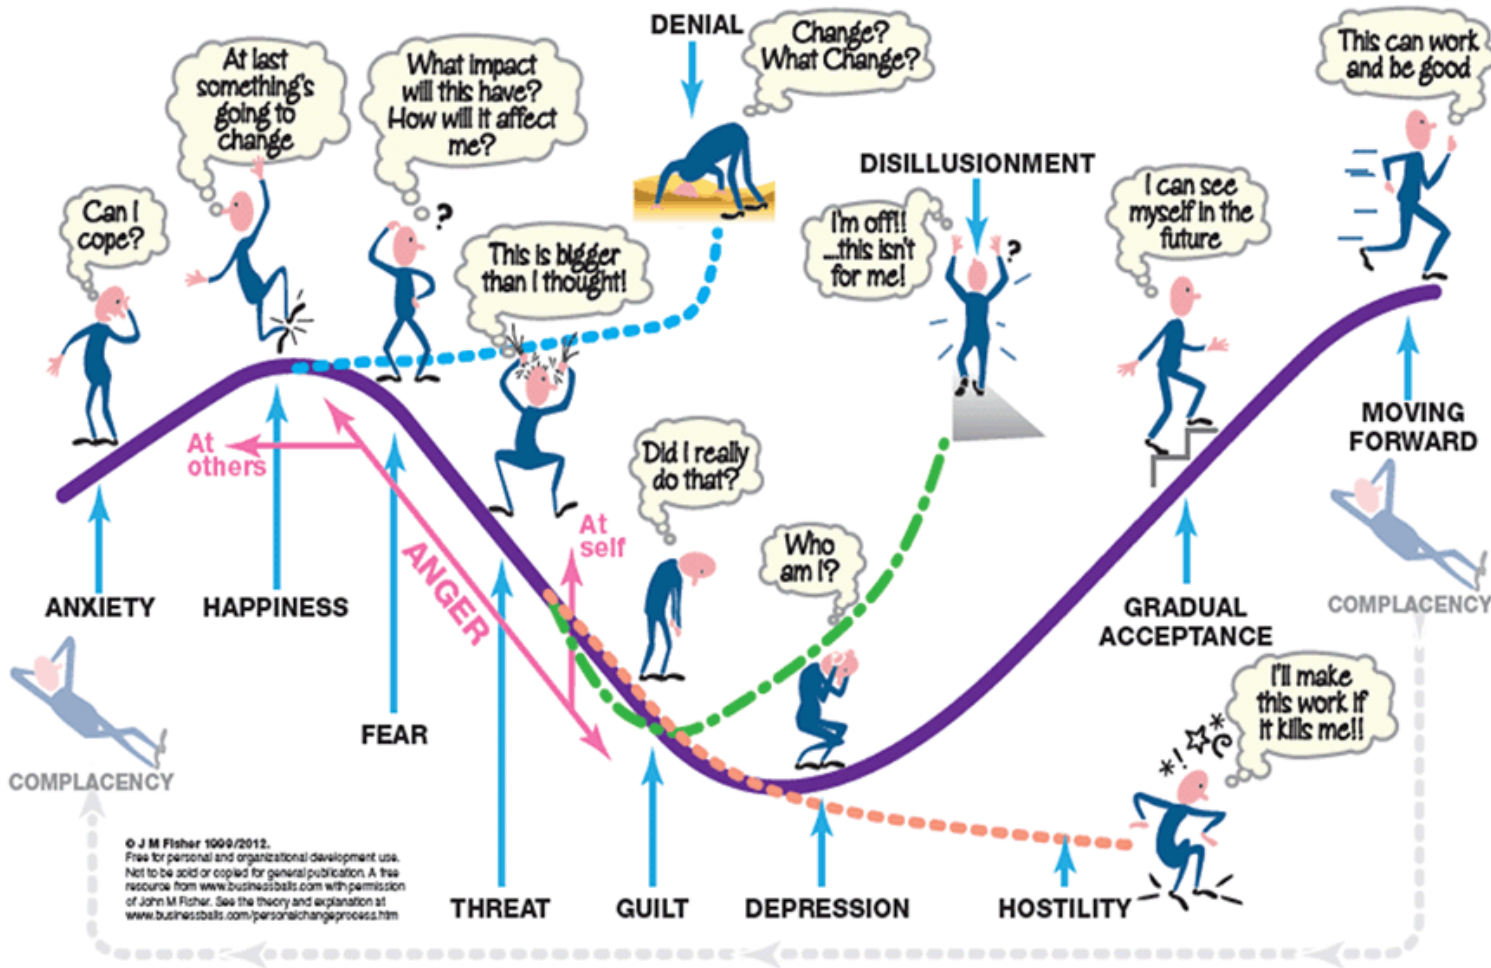 DENIAL
Change?
What Change?
This can work
and be good
At last
something's
going to
change
What impact
will this have?
How will it affect
me?
?
DISILLUSIONMENT
I can see
myself in the
future
Can I
cope?
I'm off!!
....this isn't
for me!
?
This is bigger
than I thought!
MOVING
FORWARD
At
others
Did I really
do that?
At
self
ANGER
Who
am I?
ANXIETY
HAPPINESS
GRADUAL
ACCEPTANCE
COMPLACENCY
FEAR
I'll make
this work if
it kills me!!
*!
*
COMPLACENCY
© J M Fisher 1999/2012.
Free for personal and organizational development use.
Not to be sold or copied for general publication. A free
resource from www.businessballs.com with permission
of John M Fisher. See the theory and explanation at
www.businessballs.com/personalchangeprocess.htm
THREAT
GUILT
DEPRESSION
HOSTILITY